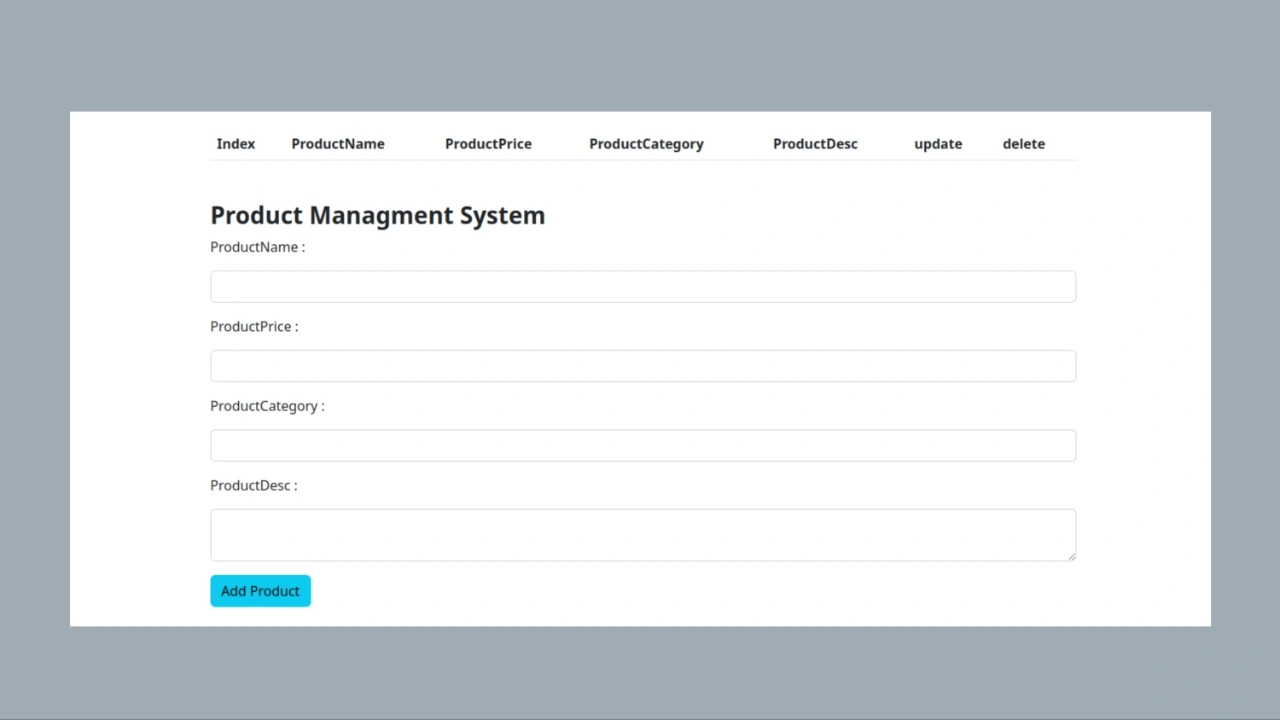 Index ProductName ProductPrice ProductCategory ProductDesc update delete
Product Managment System
ProductName :
ProductPrice :
ProductCategory :
ProductDesc :
Add Product